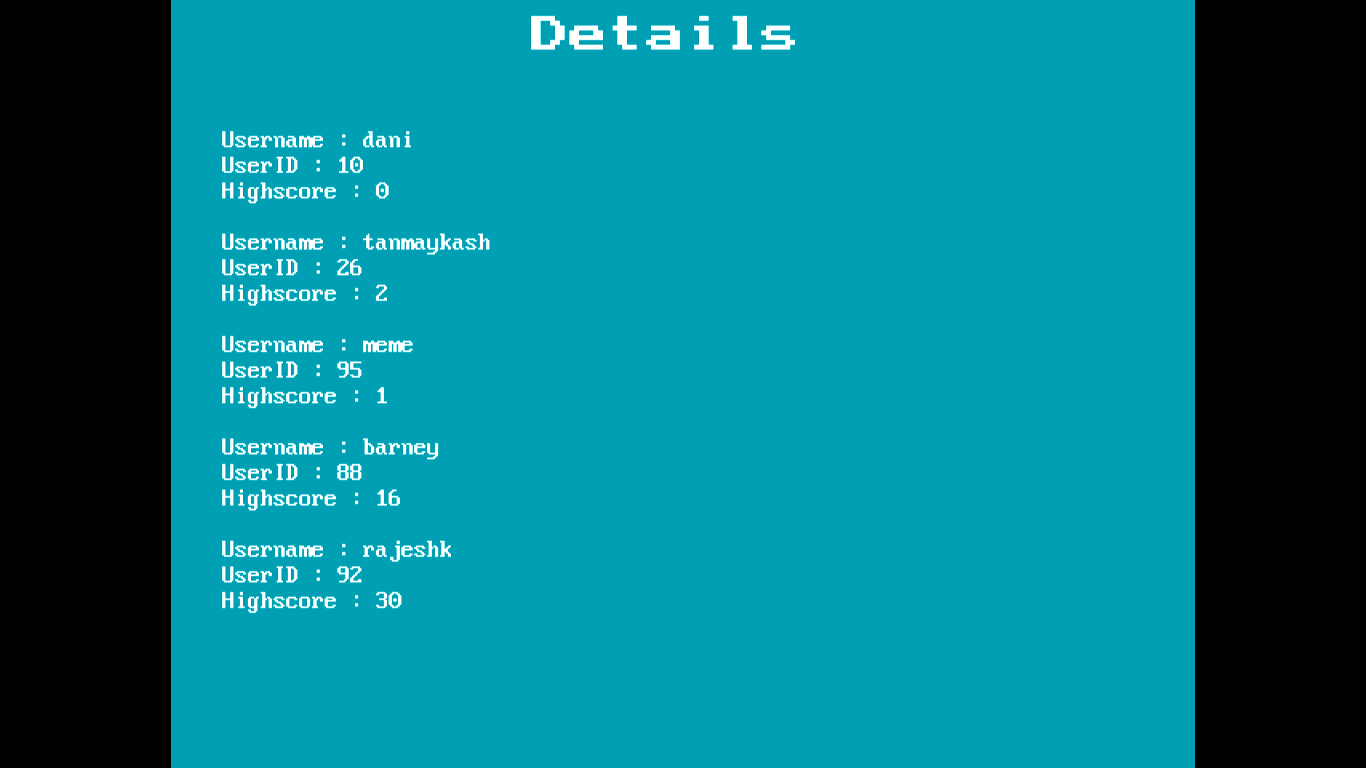 Details
Username : dani
UserID : 10
Highscore : 0
Username : tanmaykash
UserID : 26
Highscore : 2
Username : meme
UserID : 95
Highscore : 1
Username : barney
UserID : 88
Highscore : 16
Username : rajeshk
UserID : 92
Highscore : 30